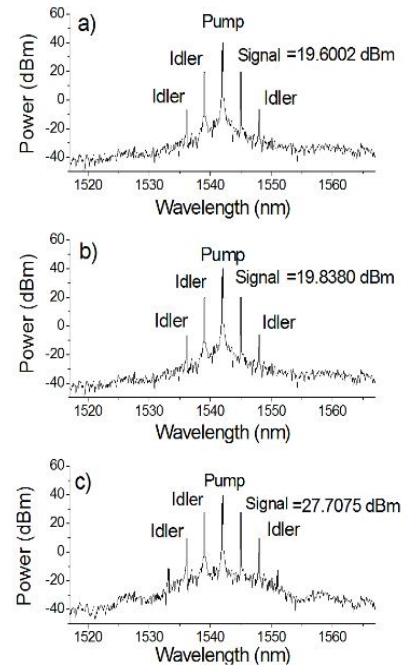 a)
Pump
Idler
Signal =19.6002 dBm
Idler
Idler
Power (dBm)
60
40
20
0
-20
-40
1520 1530 1540 1550 1560
Wavelength (nm)
b)
Pump
Idler
Signal =19.8380 dBm
Idler
Idler
Power (dBm)
60
40
20
0
-20
-40
1520 1530 1540 1550 1560
Wavelength (nm)
c)
Pump
Idler
Signal =27.7075 dBm
Idler
Idler
Power (dBm)
60
40
20
0
-20
-40
1520 1530 1540 1550 1560
Wavelength (nm)